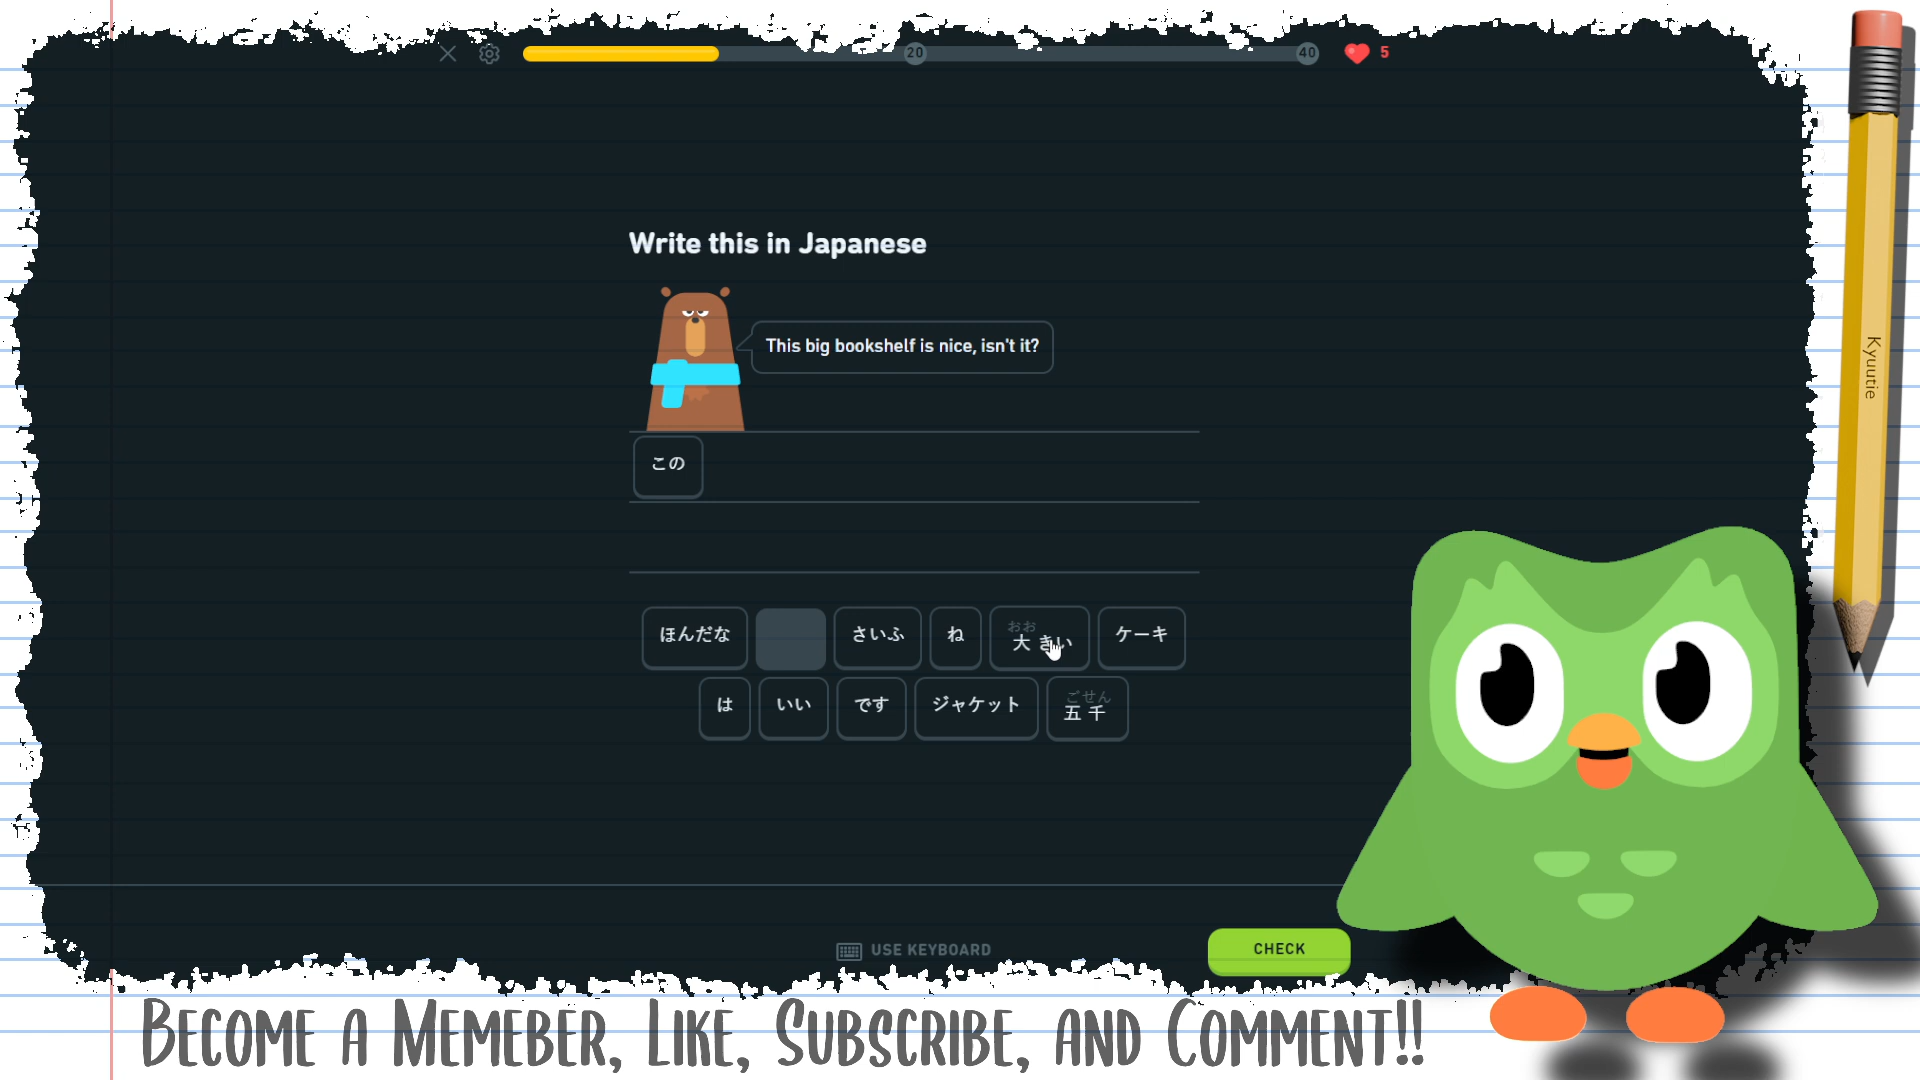 20 40 5
Write this in Japanese
This big bookshelf is nice, isn't it?
この
ほんだな さいふ ね 大きい ケーキ
おお
は いい です ジャケット 五千
ごせん
USE KEYBOARD CHECK
Kyuutie
BECOME A MEMEBER, LIKE, SUBSCRIBE, AND COMMENT!!